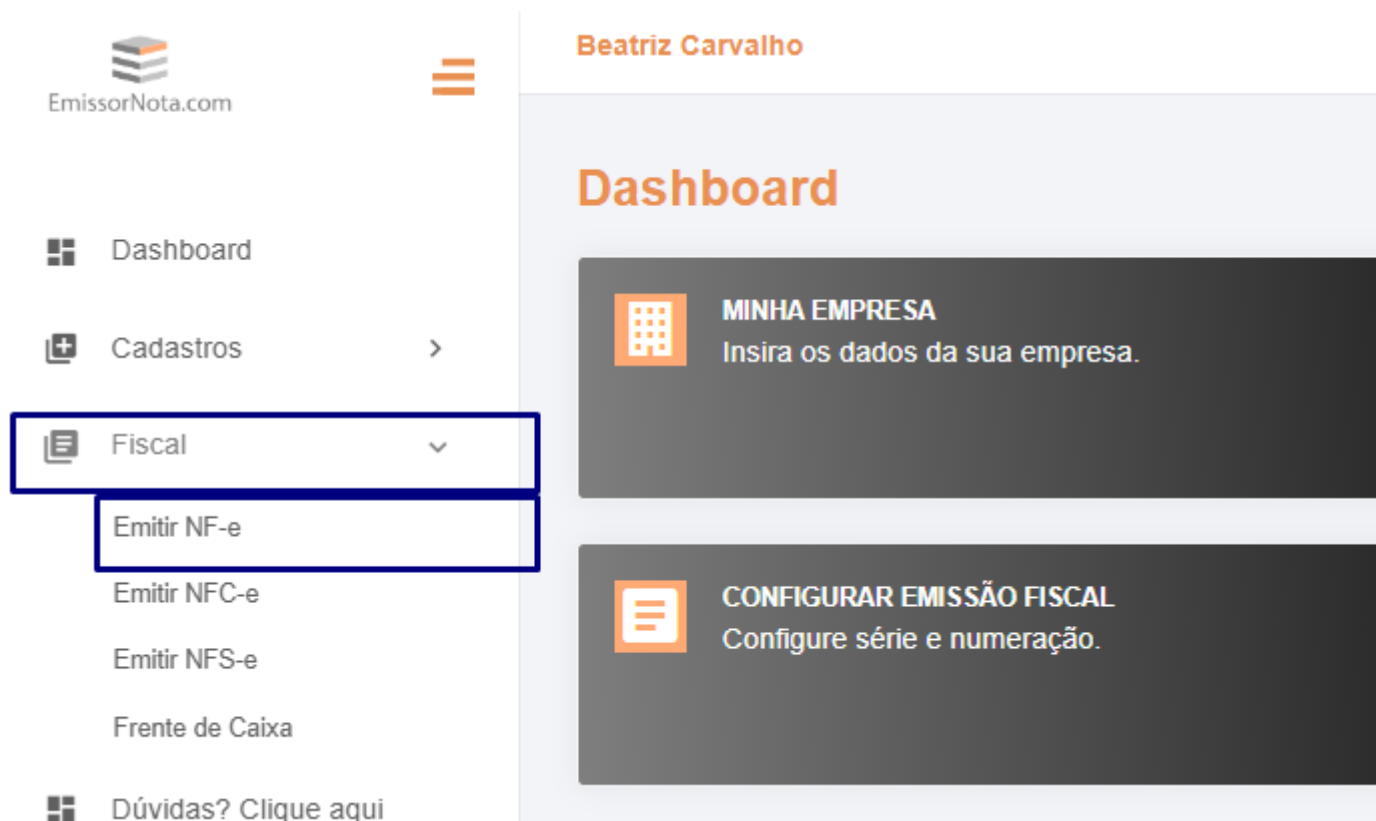 EmissorNota.com
Beatriz Carvalho
Dashboard
Cadastros
Fiscal
Emitir NF-e
Emitir NFC-e
Emitir NFS-e
Frente de Caixa
Dúvidas? Clique aqui
Dashboard
MINHA EMPRESA
Insira os dados da sua empresa.
CONFIGURAR EMISSÃO FISCAL
Configure série e numeração.